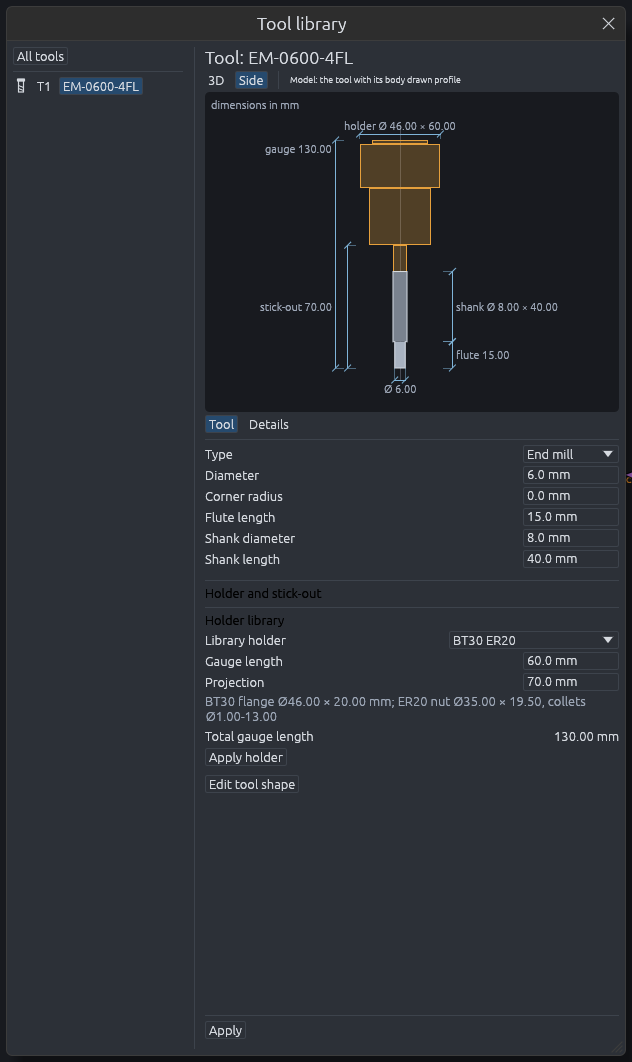 Tool library
All tools
T1 EM-0600-4FL
Tool: EM-0600-4FL
3D Side Model: the tool with its body drawn profile
dimensions in mm
holder Ø 46.00 × 60.00
gauge 130.00
stick-out 70.00
shank Ø 8.00 × 40.00
flute 15.00
Ø 6.00
Tool Details
Type End mill
Diameter 6.0 mm
Corner radius 0.0 mm
Flute length 15.0 mm
Shank diameter 8.0 mm
Shank length 40.0 mm
Holder and stick-out
Holder library
Library holder BT30 ER20
Gauge length 60.0 mm
Projection 70.0 mm
BT30 flange Ø46.00 × 20.00 mm; ER20 nut Ø35.00 × 19.50, collets
Ø1.00-13.00
Total gauge length 130.00 mm
Apply holder
Edit tool shape
Apply